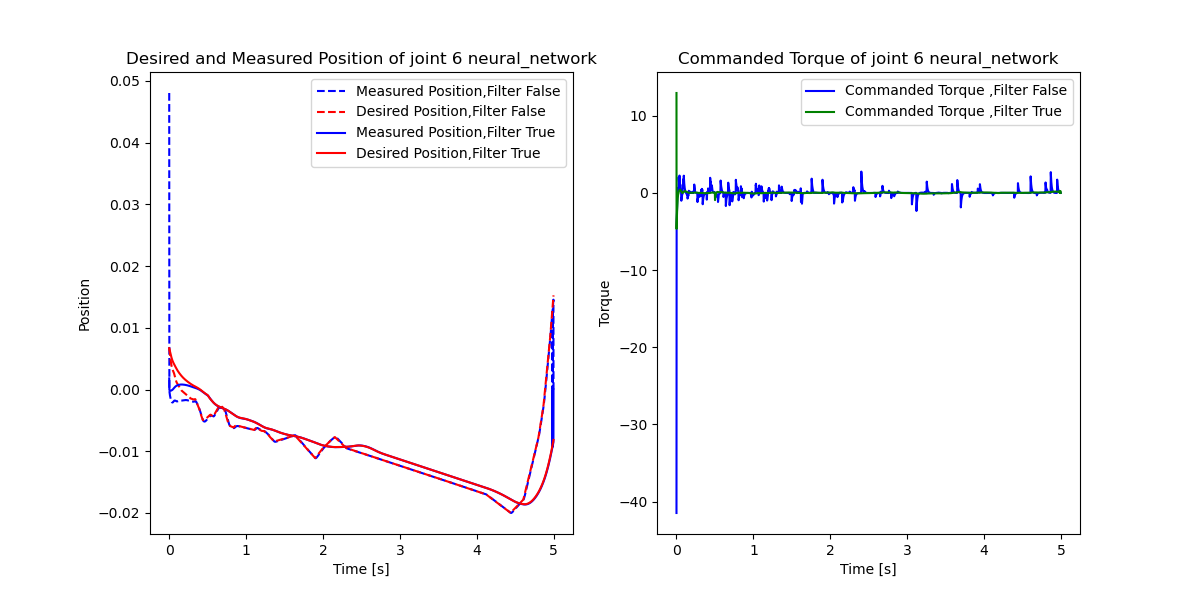 Desired and Measured Position of joint 6 neural_network
0.05
0.04
0.03
0.02
0.01
0.00
−0.01
−0.02
Position
0
1
2
3
4
5
Time [s]
Measured Position,Filter False
Desired Position,Filter False
Measured Position,Filter True
Desired Position,Filter True
Commanded Torque of joint 6 neural_network
10
0
−10
−20
−30
−40
Torque
0
1
2
3
4
5
Time [s]
Commanded Torque ,Filter False
Commanded Torque ,Filter True